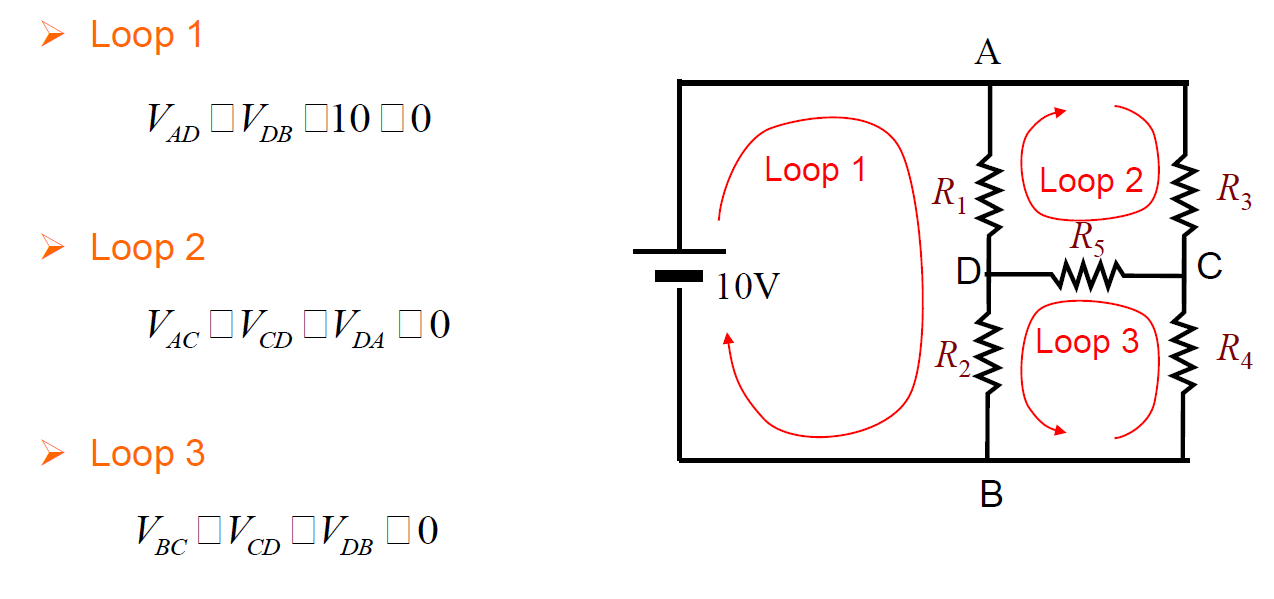 Loop 1
V_AD □ V_DB □ 10 □ 0
Loop 2
V_AC □ V_CD □ V_DA □ 0
Loop 3
V_BC □ V_CD □ V_DB □ 0
A
Loop 1
Loop 2
R_1
R_3
R_5
D
C
10V
Loop 3
R_2
R_4
B